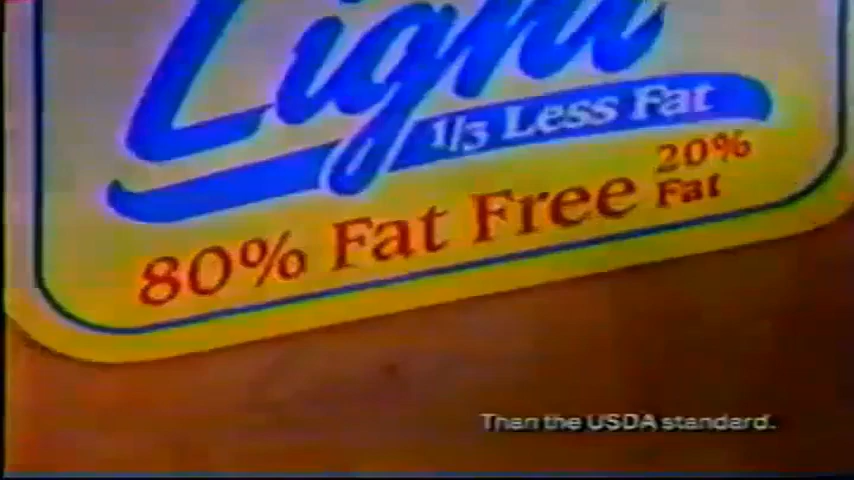 Light
1/3 Less Fat
80% Fat Free 20% Fat
Than the USDA standard.